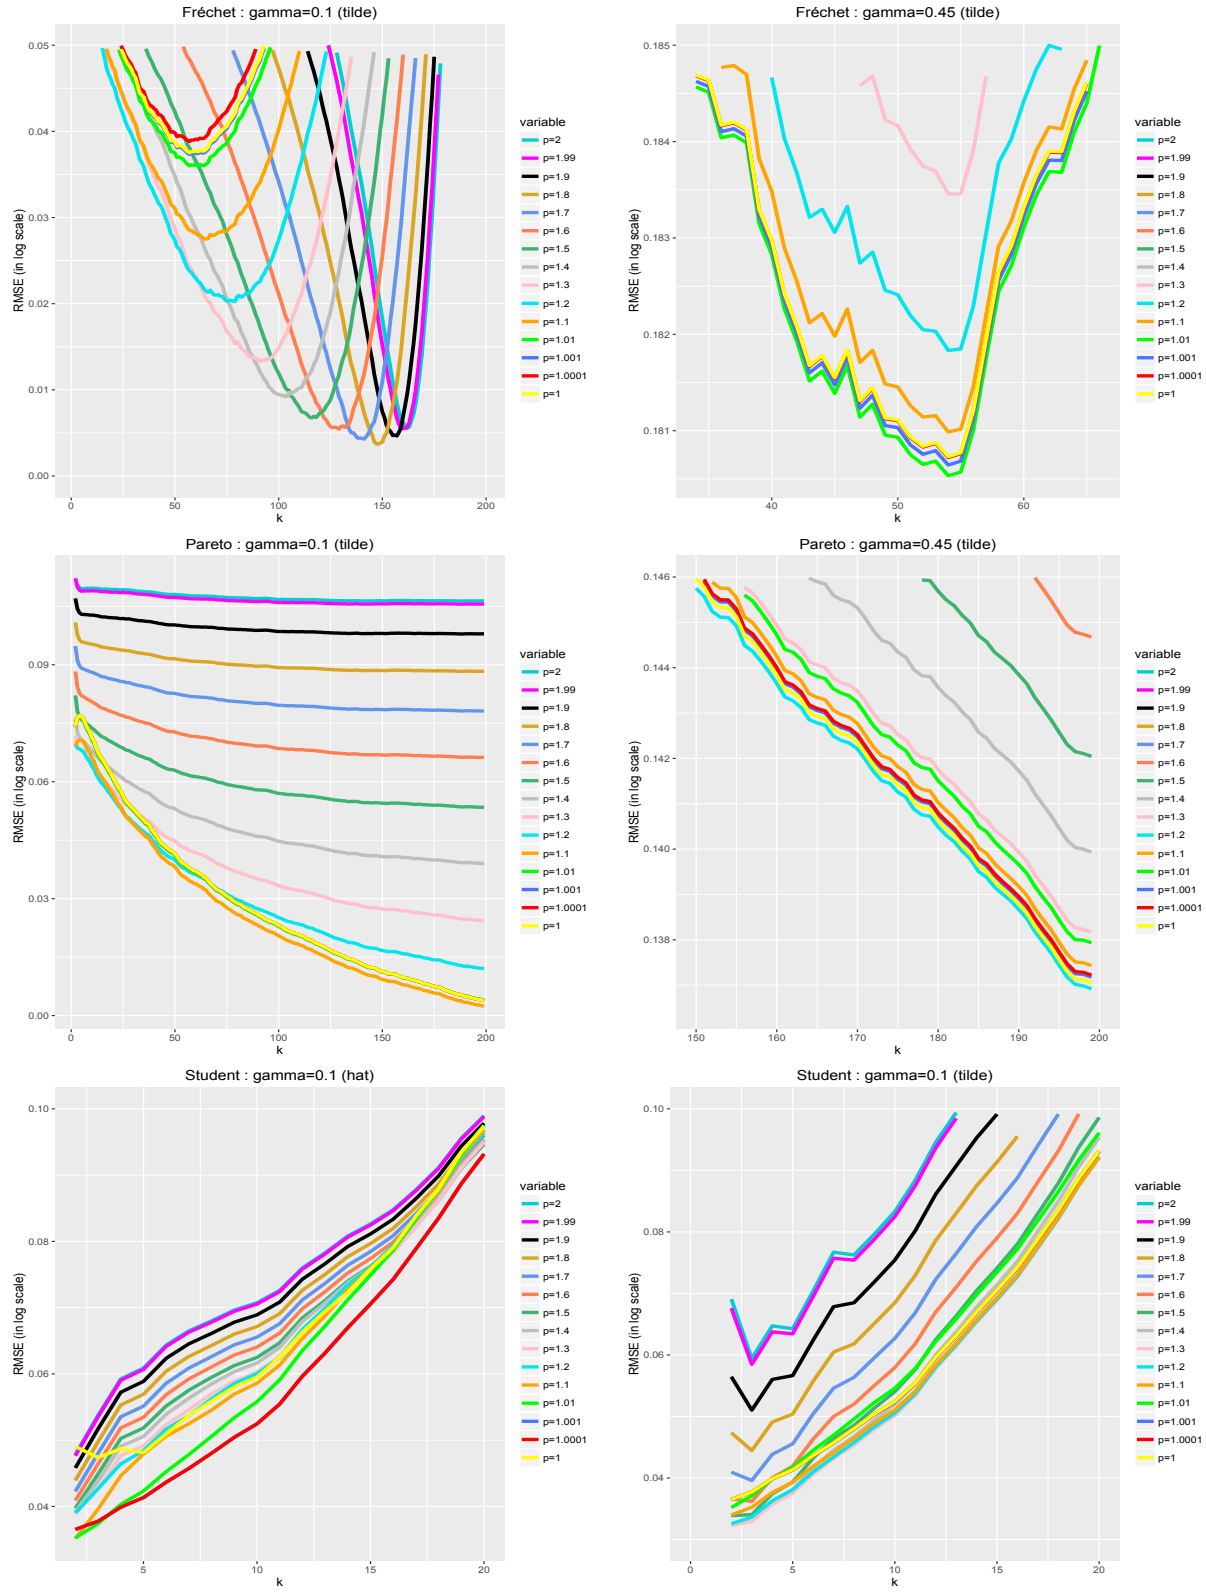 Fréchet : gamma=0.1 (tilde)
RMSE (in log scale)
0.05
0.04
0.03
0.02
0.01
0.00
0
50
100
150
200
k
variable
p=2
p=1.99
p=1.9
p=1.8
p=1.7
p=1.6
p=1.5
p=1.4
p=1.3
p=1.2
p=1.1
p=1.01
p=1.001
p=1.0001
p=1
Fréchet : gamma=0.45 (tilde)
RMSE (in log scale)
0.185
0.184
0.183
0.182
0.181
40
50
60
k
variable
p=2
p=1.99
p=1.9
p=1.8
p=1.7
p=1.6
p=1.5
p=1.4
p=1.3
p=1.2
p=1.1
p=1.01
p=1.001
p=1.0001
p=1
Pareto : gamma=0.1 (tilde)
RMSE (in log scale)
0.09
0.06
0.03
0.00
0
50
100
150
200
k
variable
p=2
p=1.99
p=1.9
p=1.8
p=1.7
p=1.6
p=1.5
p=1.4
p=1.3
p=1.2
p=1.1
p=1.01
p=1.001
p=1.0001
p=1
Pareto : gamma=0.45 (tilde)
RMSE (in log scale)
0.146
0.144
0.142
0.140
0.138
150
160
170
180
190
200
k
variable
p=2
p=1.99
p=1.9
p=1.8
p=1.7
p=1.6
p=1.5
p=1.4
p=1.3
p=1.2
p=1.1
p=1.01
p=1.001
p=1.0001
p=1
Student : gamma=0.1 (hat)
RMSE (in log scale)
0.10
0.08
0.06
0.04
5
10
15
20
k
variable
p=2
p=1.99
p=1.9
p=1.8
p=1.7
p=1.6
p=1.5
p=1.4
p=1.3
p=1.2
p=1.1
p=1.01
p=1.001
p=1.0001
p=1
Student : gamma=0.1 (tilde)
RMSE (in log scale)
0.10
0.08
0.06
0.04
0
5
10
15
20
k
variable
p=2
p=1.99
p=1.9
p=1.8
p=1.7
p=1.6
p=1.5
p=1.4
p=1.3
p=1.2
p=1.1
p=1.01
p=1.001
p=1.0001
p=1